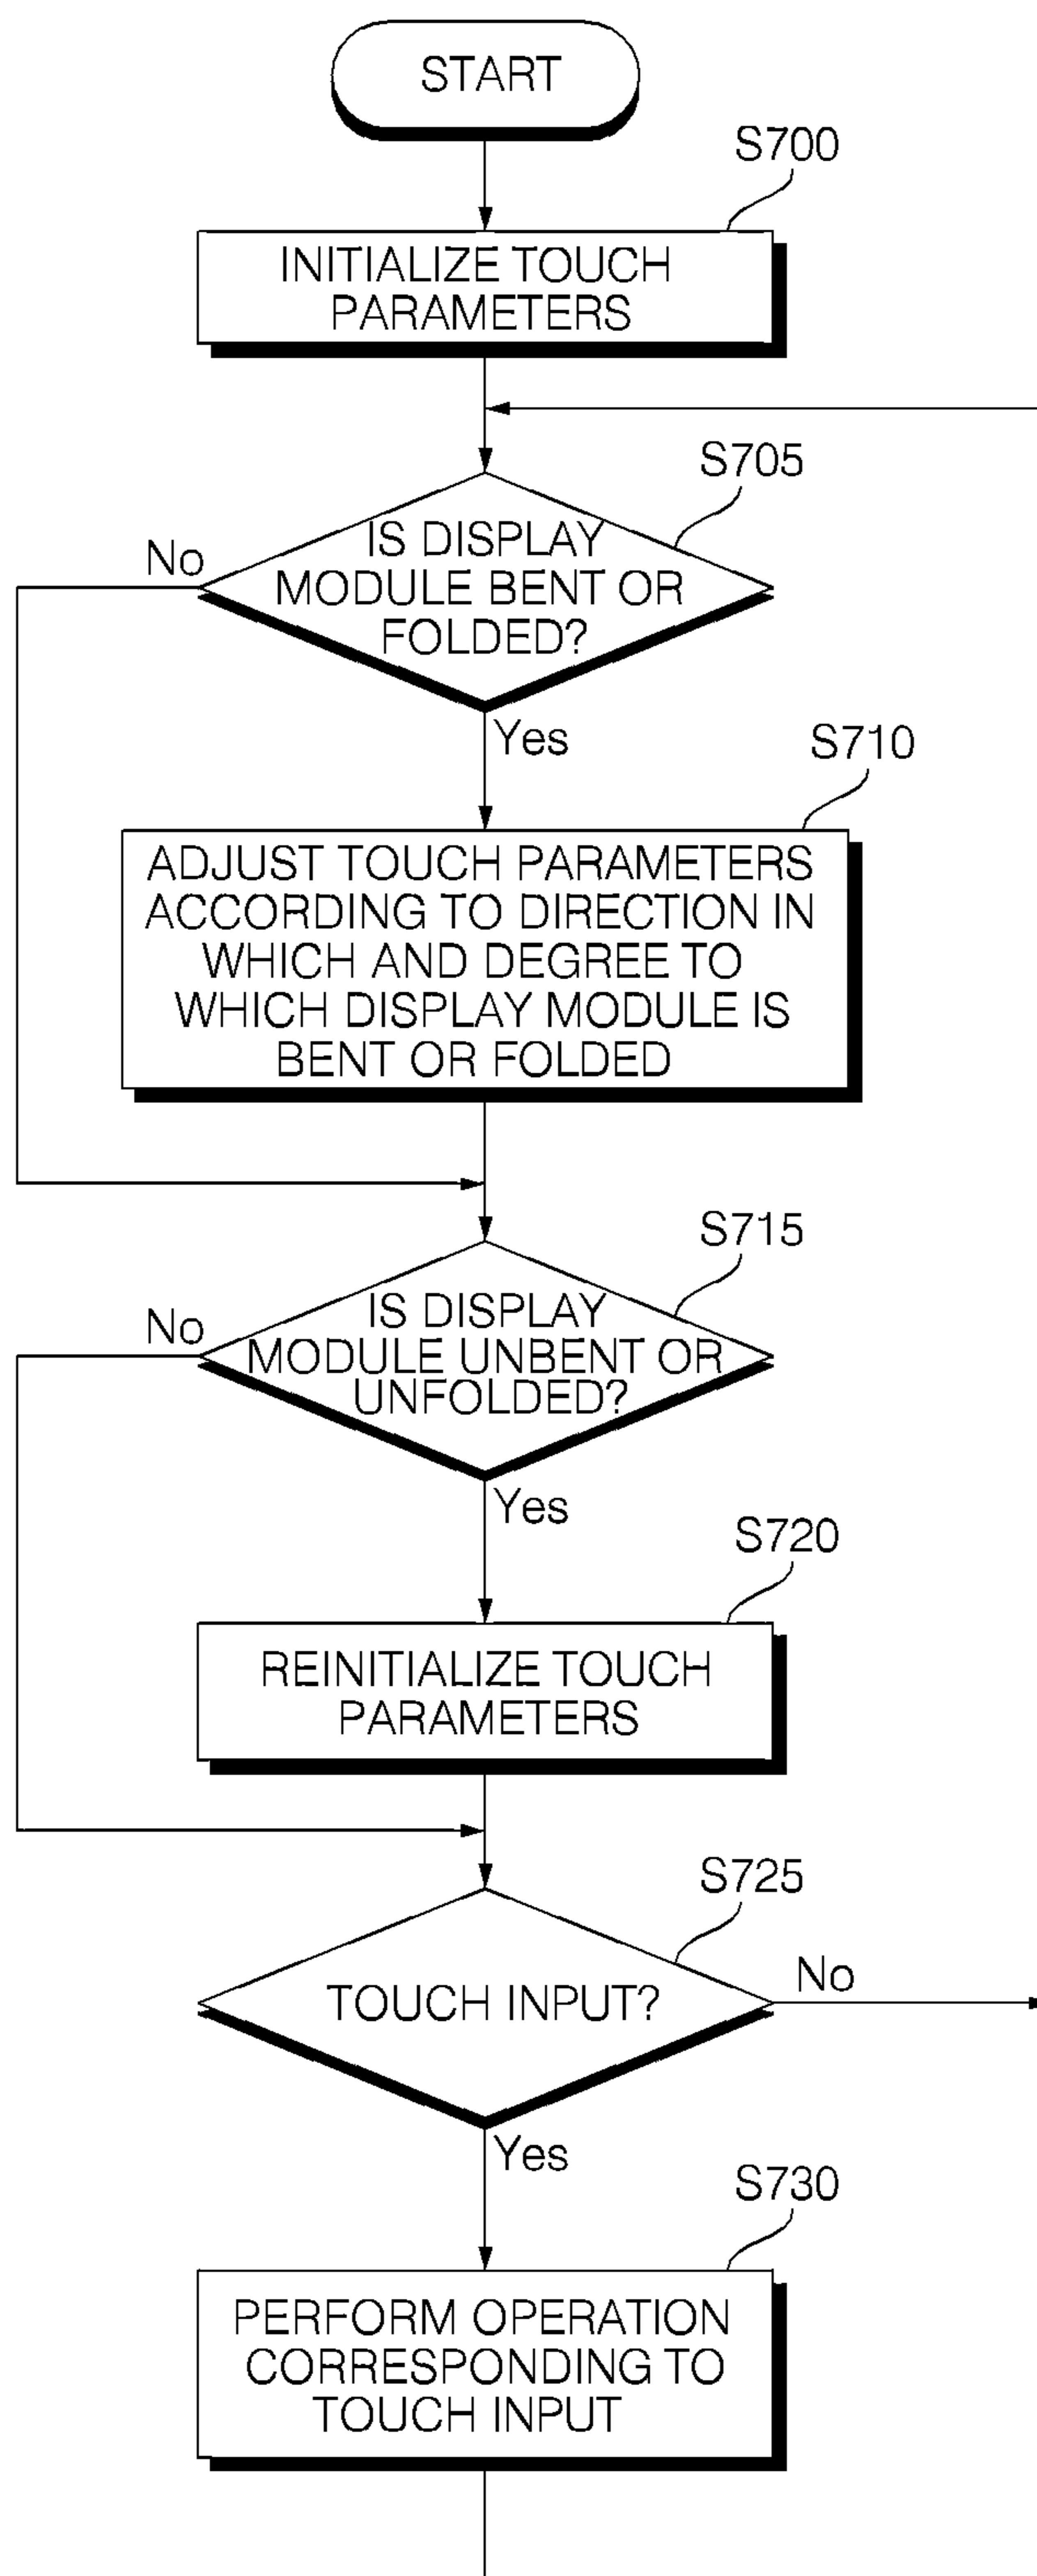 START
S700
INITIALIZE TOUCH
PARAMETERS
S705
IS DISPLAY
MODULE BENT OR
FOLDED?
No
Yes
S710
ADJUST TOUCH PARAMETERS
ACCORDING TO DIRECTION IN
WHICH AND DEGREE TO
WHICH DISPLAY MODULE IS
BENT OR FOLDED
S715
IS DISPLAY
MODULE UNBENT OR
UNFOLDED?
No
Yes
S720
REINITIALIZE TOUCH
PARAMETERS
S725
TOUCH INPUT?
No
Yes
S730
PERFORM OPERATION
CORRESPONDING TO
TOUCH INPUT